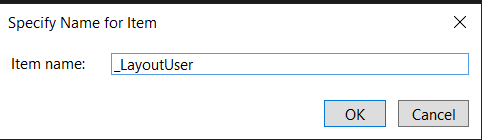 Specify Name for Item
Item name: _LayoutUser
OK Cancel